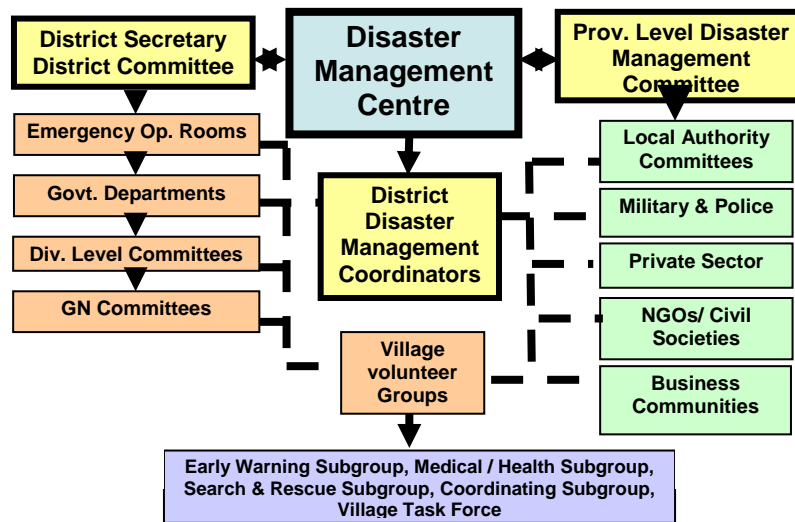 District Secretary
District Committee
Disaster
Management
Centre
Prov. Level Disaster
Management
Committee
Emergency Op. Rooms
Govt. Departments
Div. Level Committees
GN Committees
District
Disaster
Management
Coordinators
Local Authority
Committees
Military & Police
Private Sector
NGOs/ Civil
Societies
Business
Communities
Village
volunteer
Groups
Early Warning Subgroup, Medical / Health Subgroup,
Search & Rescue Subgroup, Coordinating Subgroup,
Village Task Force